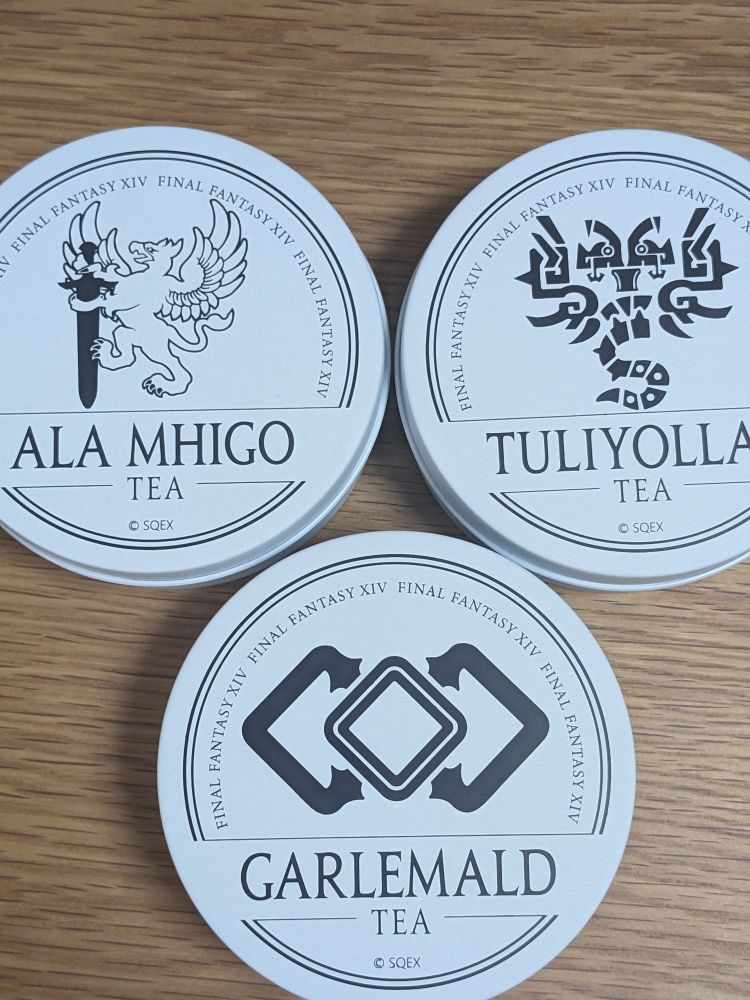 XIV FINAL FANTASY XIV FINAL FANTASY XIV FINAL FANTASY XIV
ALA MHIGO
TEA
© SQEX
FINAL FANTASY XIV FINAL FANTASY XIV FINAL FANTASY
TULIYOLLA
TEA
© SQEX
FINAL FANTASY XIV FINAL FANTASY XIV FINAL FANTASY XIV FINAL FANTASY XIV
GARLEMALD
TEA
© SQEX